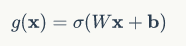 g(x) = σ(Wx + b)